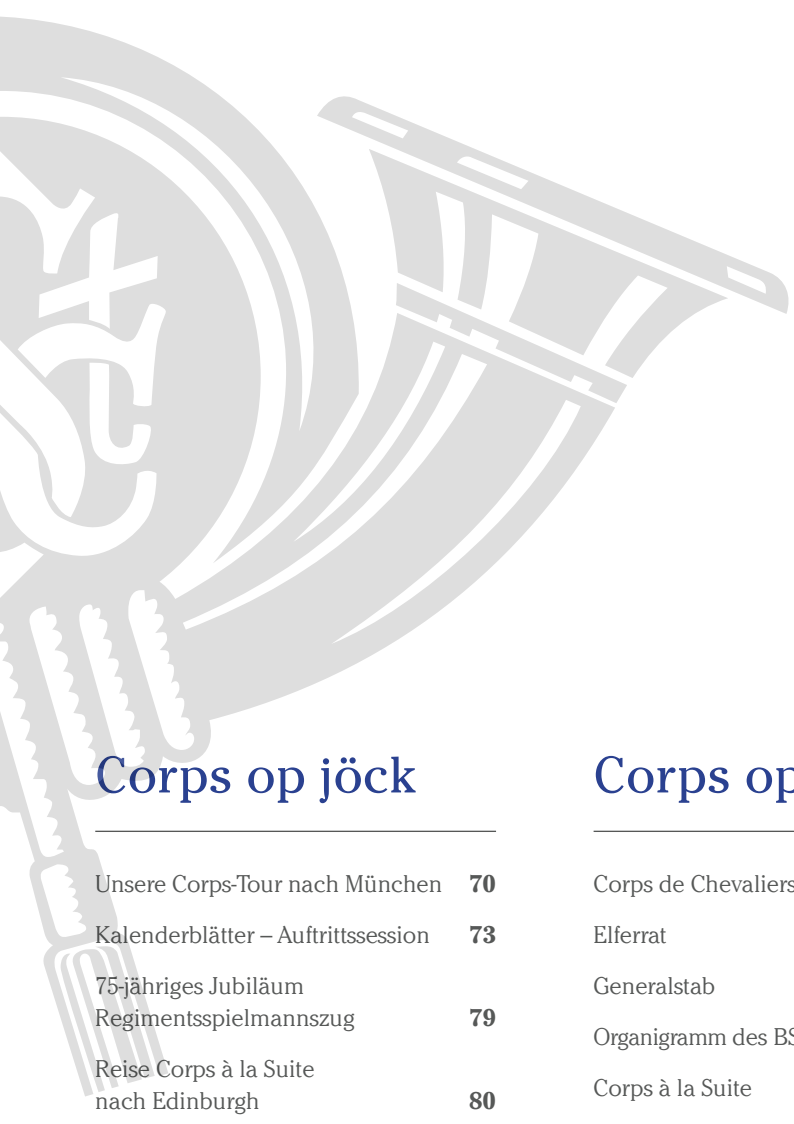 Corps op jöck
Unsere Corps-Tour nach München 70
Kalenderblätter – Auftrittssession 73
75-jähriges Jubiläum
Regimentsspielmannszug 79
Reise Corps à la Suite
nach Edinburgh 80
Corps op
Corps de Chevaliers
Elferrat
Generalstab
Organigramm des BS
Corps à la Suite